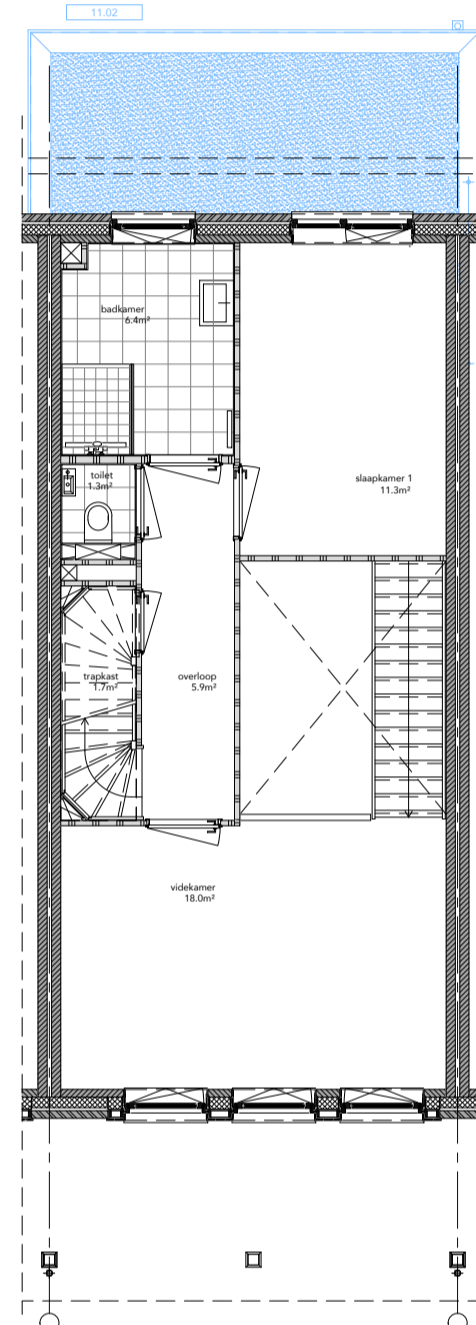 11.02
badkamer
6.4m²
toilet
1.3m²
slaapkamer 1
11.3m²
trapkast
1.7m²
overloop
5.9m²
videkamer
18.0m²